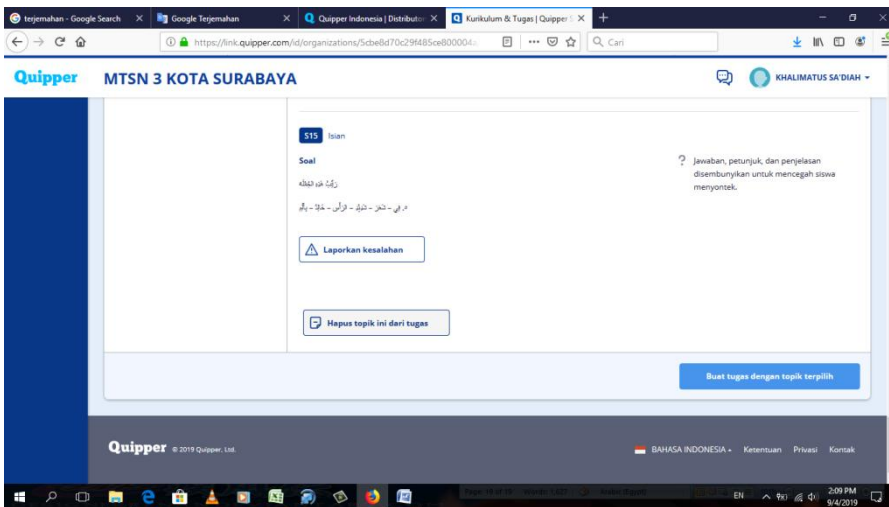 terjemahan - Google Search
Google Terjemahan
Quipper Indonesia | Distributor
Kurikulum & Tugas | Quipper
https://link.quipper.com/id/organizations/5cbe8d70c29f485ce800004
Cari
Quipper
MTSN 3 KOTA SURABAYA
KHALIMATUS SA'DIAH
S15 Isian
Soal
Jawaban, petunjuk, dan penjelasan
disembunyikan untuk mencegah siswa
menyontek.
Laporkan kesalahan
Hapus topik ini dari tugas
Buat tugas dengan topik terpilih
Quipper © 2019 Quipper, Ltd.
BAHASA INDONESIA Ketentuan Privasi Kontak
EN
2:09 PM
9/4/2019